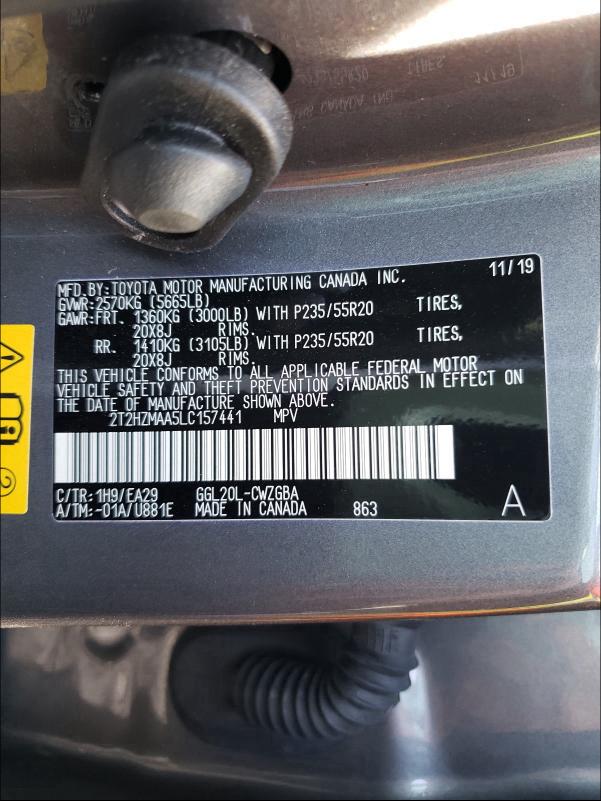 MFD.BY:TOYOTA MOTOR MANUFACTURING CANADA INC. 11/19
GVWR:2570KG (5665LB)
GAWR:FRT. 1360KG (3000LB) WITH P235/55R20 TIRES,
20X8J RIMS.
RR. 1410KG (3105LB) WITH P235/55R20 TIRES,
20X8J RIMS.
THIS VEHICLE CONFORMS TO ALL APPLICABLE FEDERAL MOTOR
VEHICLE SAFETY AND THEFT PREVENTION STANDARDS IN EFFECT ON
THE DATE OF MANUFACTURE SHOWN ABOVE.
2T2HZMAA5LC157441 MPV
C/TR: 1H9/EA29 GGL20L-CWZGBA
A/TM:-01A/U881E MADE IN CANADA 863 A
2